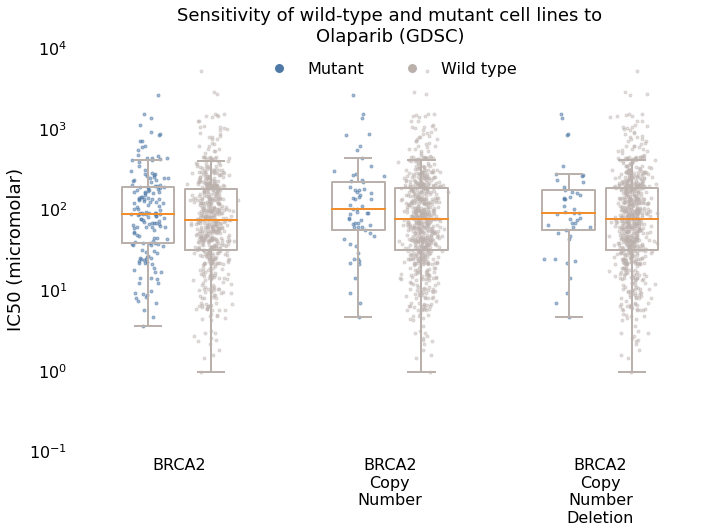 Sensitivity of wild-type and mutant cell lines to
Olaparib (GDSC)
Mutant
Wild type
IC50 (micromolar)
10⁴
10³
10²
10¹
10⁰
10⁻¹
BRCA2
BRCA2
Copy
Number
BRCA2
Copy
Number
Deletion